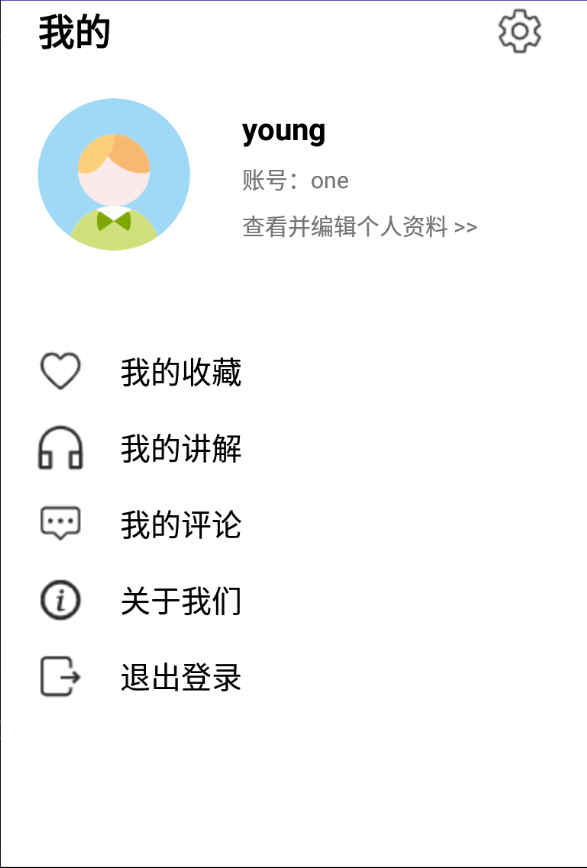 我的
young
账号：one
查看并编辑个人资料 >>
我的收藏
我的讲解
我的评论
关于我们
退出登录